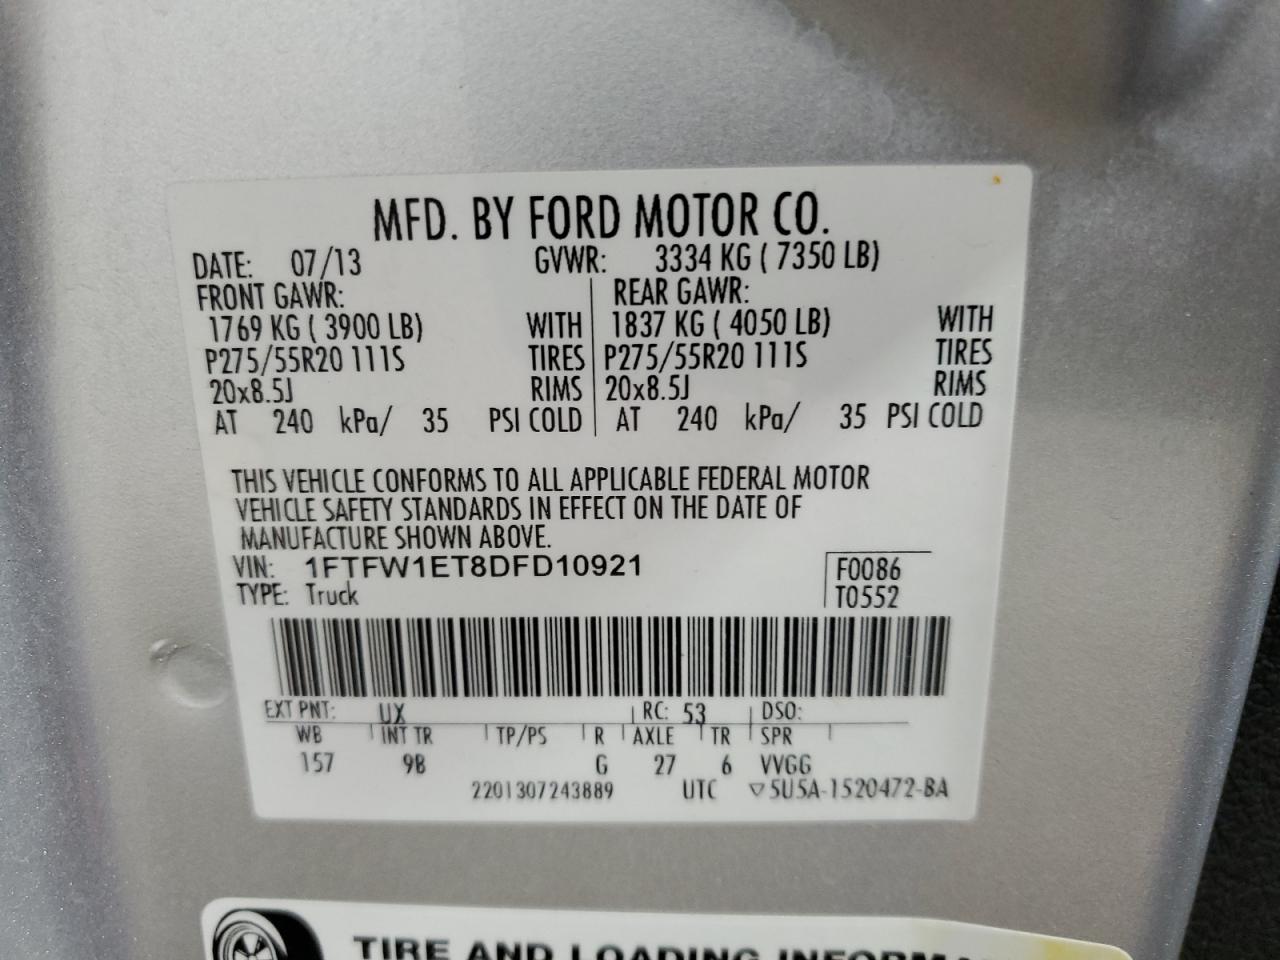 MFD. BY FORD MOTOR CO.
DATE: 07/13 GVWR: 3334 KG ( 7350 LB)
FRONT GAWR: REAR GAWR:
1769 KG ( 3900 LB) WITH 1837 KG ( 4050 LB) WITH
P275/55R20 111S TIRES P275/55R20 111S TIRES
20x8.5J RIMS 20x8.5J RIMS
AT 240 kPa/ 35 PSI COLD AT 240 kPa/ 35 PSI COLD
THIS VEHICLE CONFORMS TO ALL APPLICABLE FEDERAL MOTOR
VEHICLE SAFETY STANDARDS IN EFFECT ON THE DATE OF
MANUFACTURE SHOWN ABOVE.
VIN: 1FTFW1ET8DFD10921 F0086
TYPE: Truck T0552
EXT PNT: UX RC: 53 DSO:
WB INT TR TP/PS R AXLE TR SPR
157 9B G 27 6 VVGG
2201307243889 UTC ▽5U5A-1520472-BA
TIRE AND LOADING INFORMA